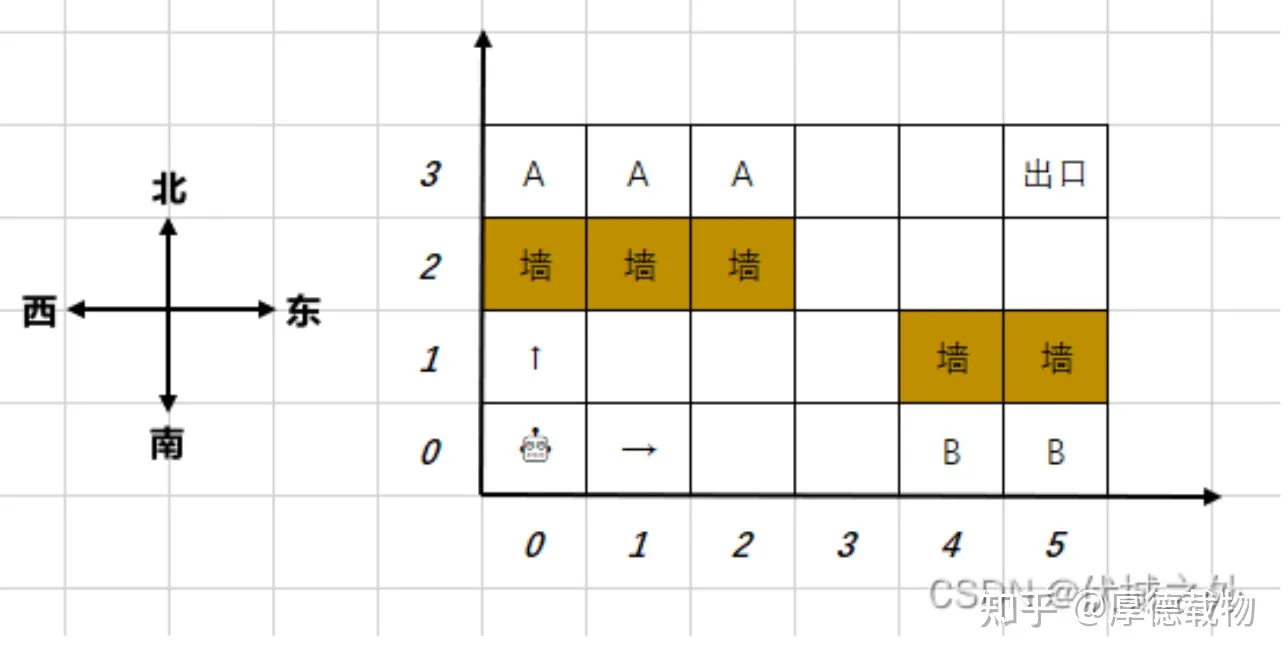 北
西 东
南
3 A A A 出口
2 墙 墙 墙
1 ↑ 墙 墙
0 → B B
0 1 2 3 4 5
CSDN @伏城之外
知乎 @厚德载物